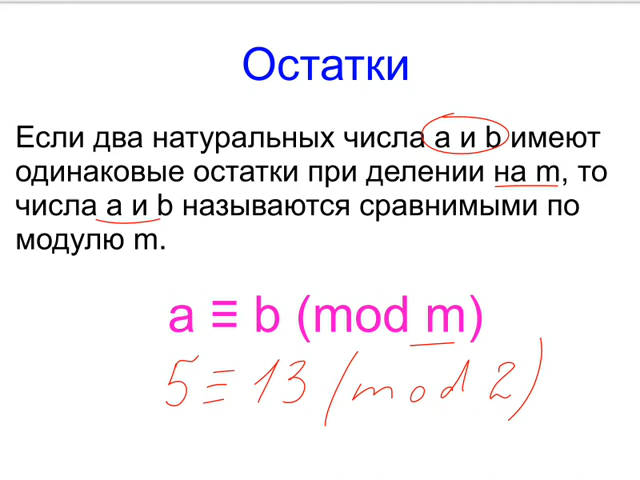 Остатки
Если два натуральных числа a и b имеют
одинаковые остатки при делении на m, то
числа a и b называются сравнимыми по
модулю m.
a ≡ b (mod m)
5 ≡ 13 (mod 2)